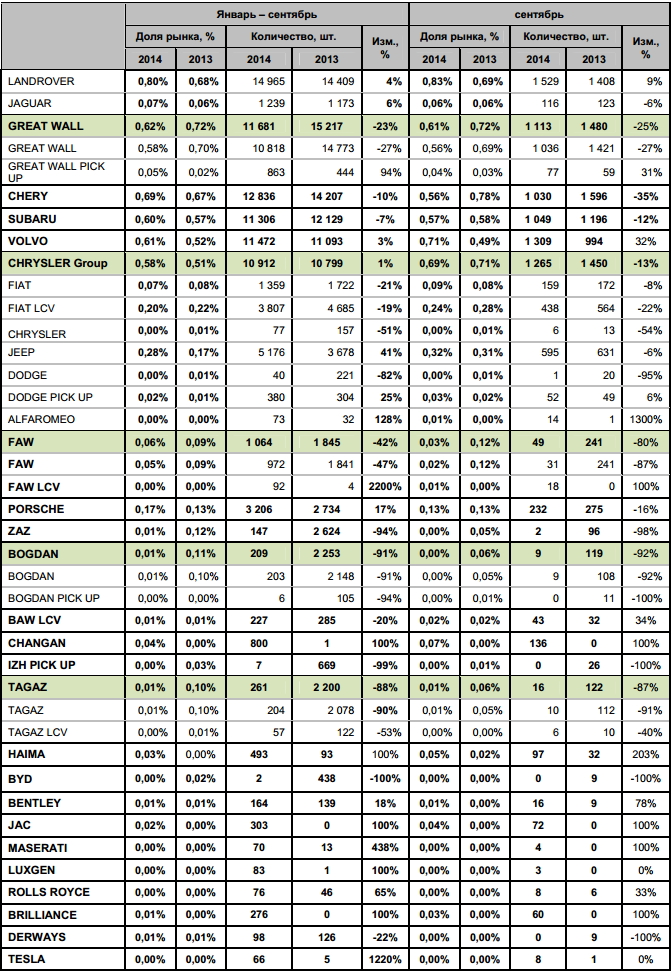 Январь – сентябрь сентябрь
Доля рынка, % Количество, шт. Изм., % Доля рынка, % Количество, шт. Изм., %
2014 2013 2014 2013 2014 2013 2014 2013
LANDROVER 0,80% 0,68% 14 965 14 409 4% 0,83% 0,69% 1 529 1 408 9%
JAGUAR 0,07% 0,06% 1 239 1 173 6% 0,06% 0,06% 116 123 -6%
GREAT WALL 0,62% 0,72% 11 681 15 217 -23% 0,61% 0,72% 1 113 1 480 -25%
GREAT WALL 0,58% 0,70% 10 818 14 773 -27% 0,56% 0,69% 1 036 1 421 -27%
GREAT WALL PICK UP 0,05% 0,02% 863 444 94% 0,04% 0,03% 77 59 31%
CHERY 0,69% 0,67% 12 836 14 207 -10% 0,56% 0,78% 1 030 1 596 -35%
SUBARU 0,60% 0,57% 11 306 12 129 -7% 0,57% 0,58% 1 049 1 196 -12%
VOLVO 0,61% 0,52% 11 472 11 093 3% 0,71% 0,49% 1 309 994 32%
CHRYSLER Group 0,58% 0,51% 10 912 10 799 1% 0,69% 0,71% 1 265 1 450 -13%
FIAT 0,07% 0,08% 1 359 1 722 -21% 0,09% 0,08% 159 172 -8%
FIAT LCV 0,20% 0,22% 3 807 4 685 -19% 0,24% 0,28% 438 564 -22%
CHRYSLER 0,00% 0,01% 77 157 -51% 0,00% 0,01% 6 13 -54%
JEEP 0,28% 0,17% 5 176 3 678 41% 0,32% 0,31% 595 631 -6%
DODGE 0,00% 0,01% 40 221 -82% 0,00% 0,01% 1 20 -95%
DODGE PICK UP 0,02% 0,01% 380 304 25% 0,03% 0,02% 52 49 6%
ALFAROMEO 0,00% 0,00% 73 32 128% 0,01% 0,00% 14 1 1300%
FAW 0,06% 0,09% 1 064 1 845 -42% 0,03% 0,12% 49 241 -80%
FAW 0,05% 0,09% 972 1 841 -47% 0,02% 0,12% 31 241 -87%
FAW LCV 0,00% 0,00% 92 4 2200% 0,01% 0,00% 18 0 100%
PORSCHE 0,17% 0,13% 3 206 2 734 17% 0,13% 0,13% 232 275 -16%
ZAZ 0,01% 0,12% 147 2 624 -94% 0,00% 0,05% 2 96 -98%
BOGDAN 0,01% 0,11% 209 2 253 -91% 0,00% 0,06% 9 119 -92%
BOGDAN 0,01% 0,10% 203 2 148 -91% 0,00% 0,05% 9 108 -92%
BOGDAN PICK UP 0,00% 0,00% 6 105 -94% 0,00% 0,01% 0 11 -100%
BAW LCV 0,01% 0,01% 227 285 -20% 0,02% 0,02% 43 32 34%
CHANGAN 0,04% 0,00% 800 1 100% 0,07% 0,00% 136 0 100%
IZH PICK UP 0,00% 0,03% 7 669 -99% 0,00% 0,01% 0 26 -100%
TAGAZ 0,01% 0,10% 261 2 200 -88% 0,01% 0,06% 16 122 -87%
TAGAZ 0,01% 0,10% 204 2 078 -90% 0,01% 0,05% 10 112 -91%
TAGAZ LCV 0,00% 0,01% 57 122 -53% 0,00% 0,00% 6 10 -40%
HAIMA 0,03% 0,00% 493 93 100% 0,05% 0,02% 97 32 203%
BYD 0,00% 0,02% 2 438 -100% 0,00% 0,00% 0 9 -100%
BENTLEY 0,01% 0,01% 164 139 18% 0,01% 0,00% 16 9 78%
JAC 0,02% 0,00% 303 0 100% 0,04% 0,00% 72 0 100%
MASERATI 0,00% 0,00% 70 13 438% 0,00% 0,00% 4 0 100%
LUXGEN 0,00% 0,00% 83 1 100% 0,00% 0,00% 3 0 0%
ROLLS ROYCE 0,00% 0,00% 76 46 65% 0,00% 0,00% 8 6 33%
BRILLIANCE 0,01% 0,00% 276 0 100% 0,03% 0,00% 60 0 100%
DERWAYS 0,01% 0,01% 98 126 -22% 0,00% 0,00% 0 9 -100%
TESLA 0,00% 0,00% 66 5 1220% 0,00% 0,00% 8 1 0%